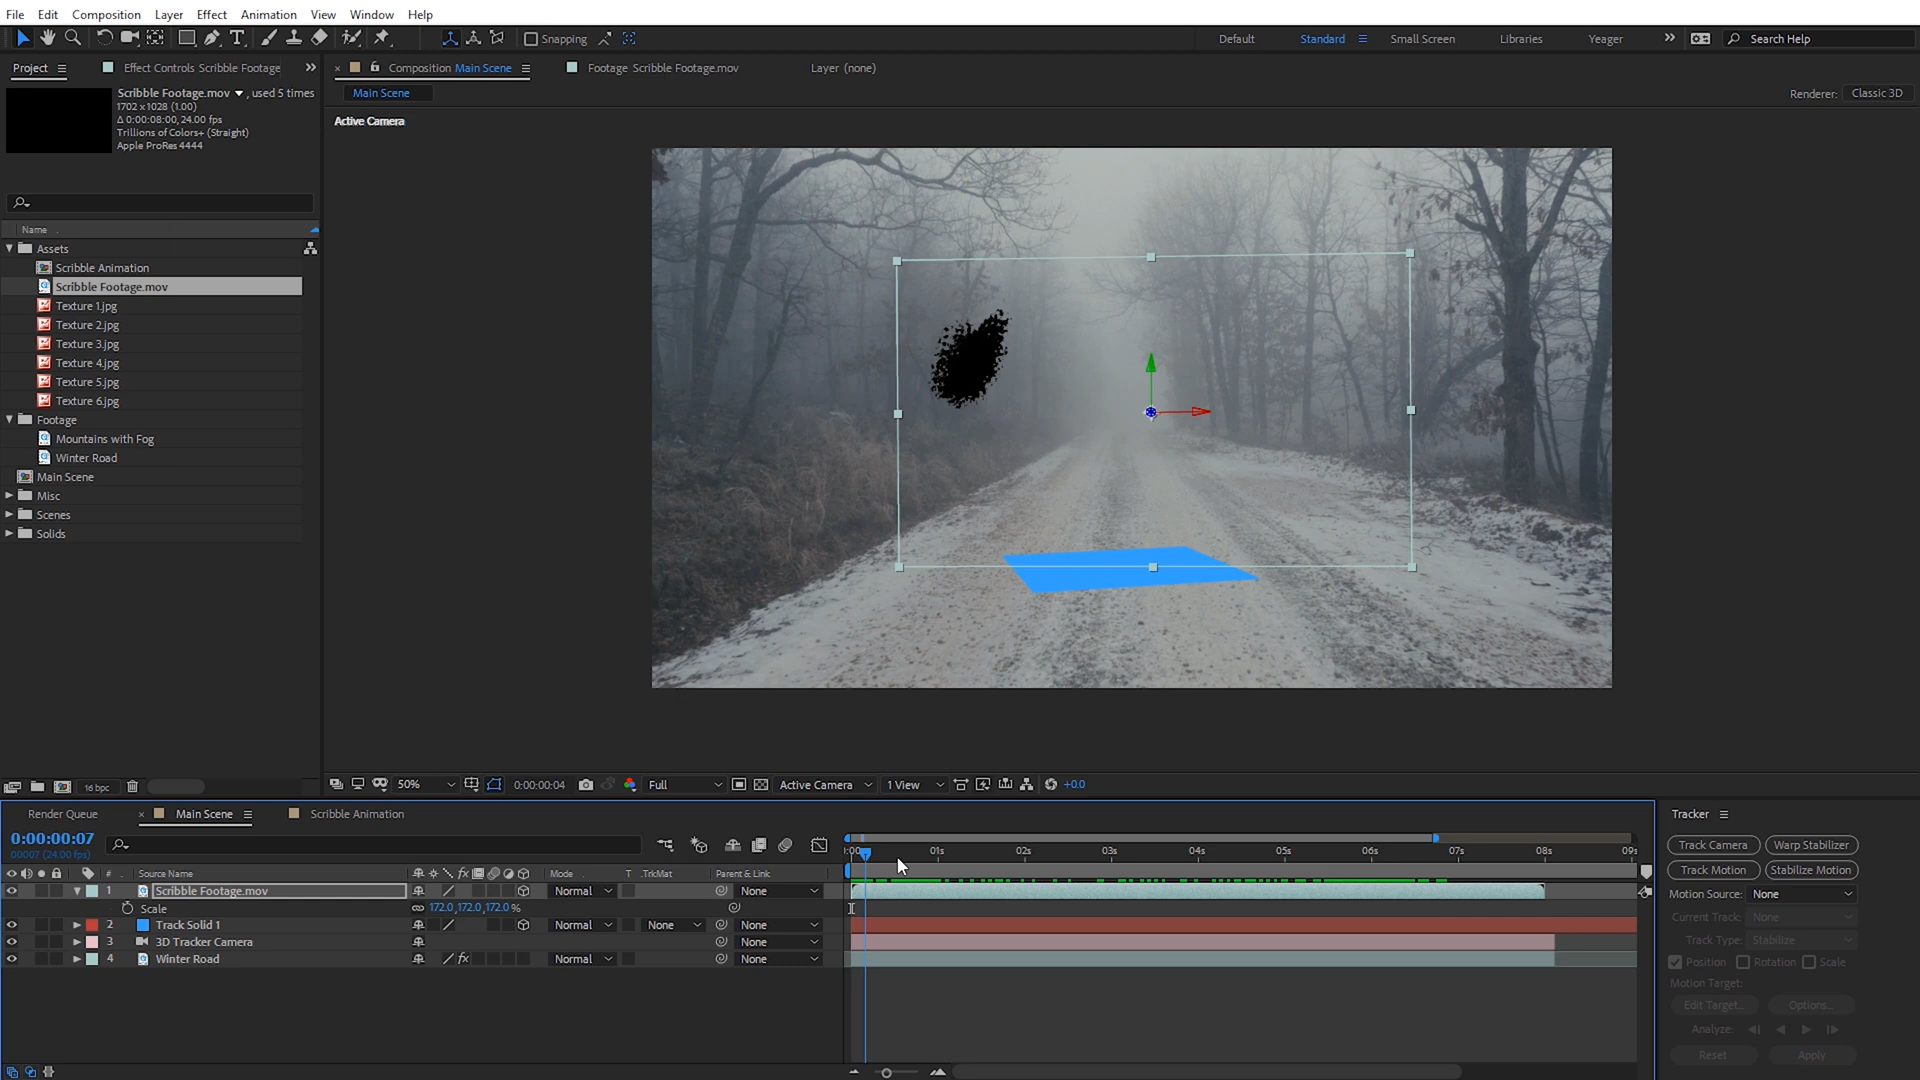 File Edit Composition Layer Effect Animation View Window Help
Snapping
Default Standard Small Screen Libraries Yeager Search Help
Project Effect Controls Scribble Footage
Composition Main Scene Footage Scribble Footage.mov Layer (none)
Main Scene
Renderer: Classic 3D
Scribble Footage.mov , used 5 times
1702 x 1028 (1.00)
Δ 0:00:08:00, 24.00 fps
Trillions of Colors+ (Straight)
Apple ProRes 4444
Active Camera
Name
Assets
Scribble Animation
Scribble Footage.mov
Texture 1.jpg
Texture 2.jpg
Texture 3.jpg
Texture 4.jpg
Texture 5.jpg
Texture 6.jpg
Footage
Mountains with Fog
Winter Road
Main Scene
Misc
Scenes
Solids
16 bpc
50% 0:00:00:04 Full Active Camera 1 View +0.0
Render Queue Main Scene Scribble Animation
0:00:00:07
00007 (24.00 fps)
:00 01s 02s 03s 04s 05s 06s 07s 08s 09s
# Source Name Mode T .TrkMat Parent & Link
1 Scribble Footage.mov Normal None
Scale 172.0,172.0,172.0%
2 Track Solid 1 Normal None None
3 3D Tracker Camera None
4 Winter Road Normal None
Tracker
Track Camera Warp Stabilizer
Track Motion Stabilize Motion
Motion Source: None
Current Track: None
Track Type: Stabilize
Position Rotation Scale
Motion Target:
Edit Target... Options...
Analyze:
Reset Apply